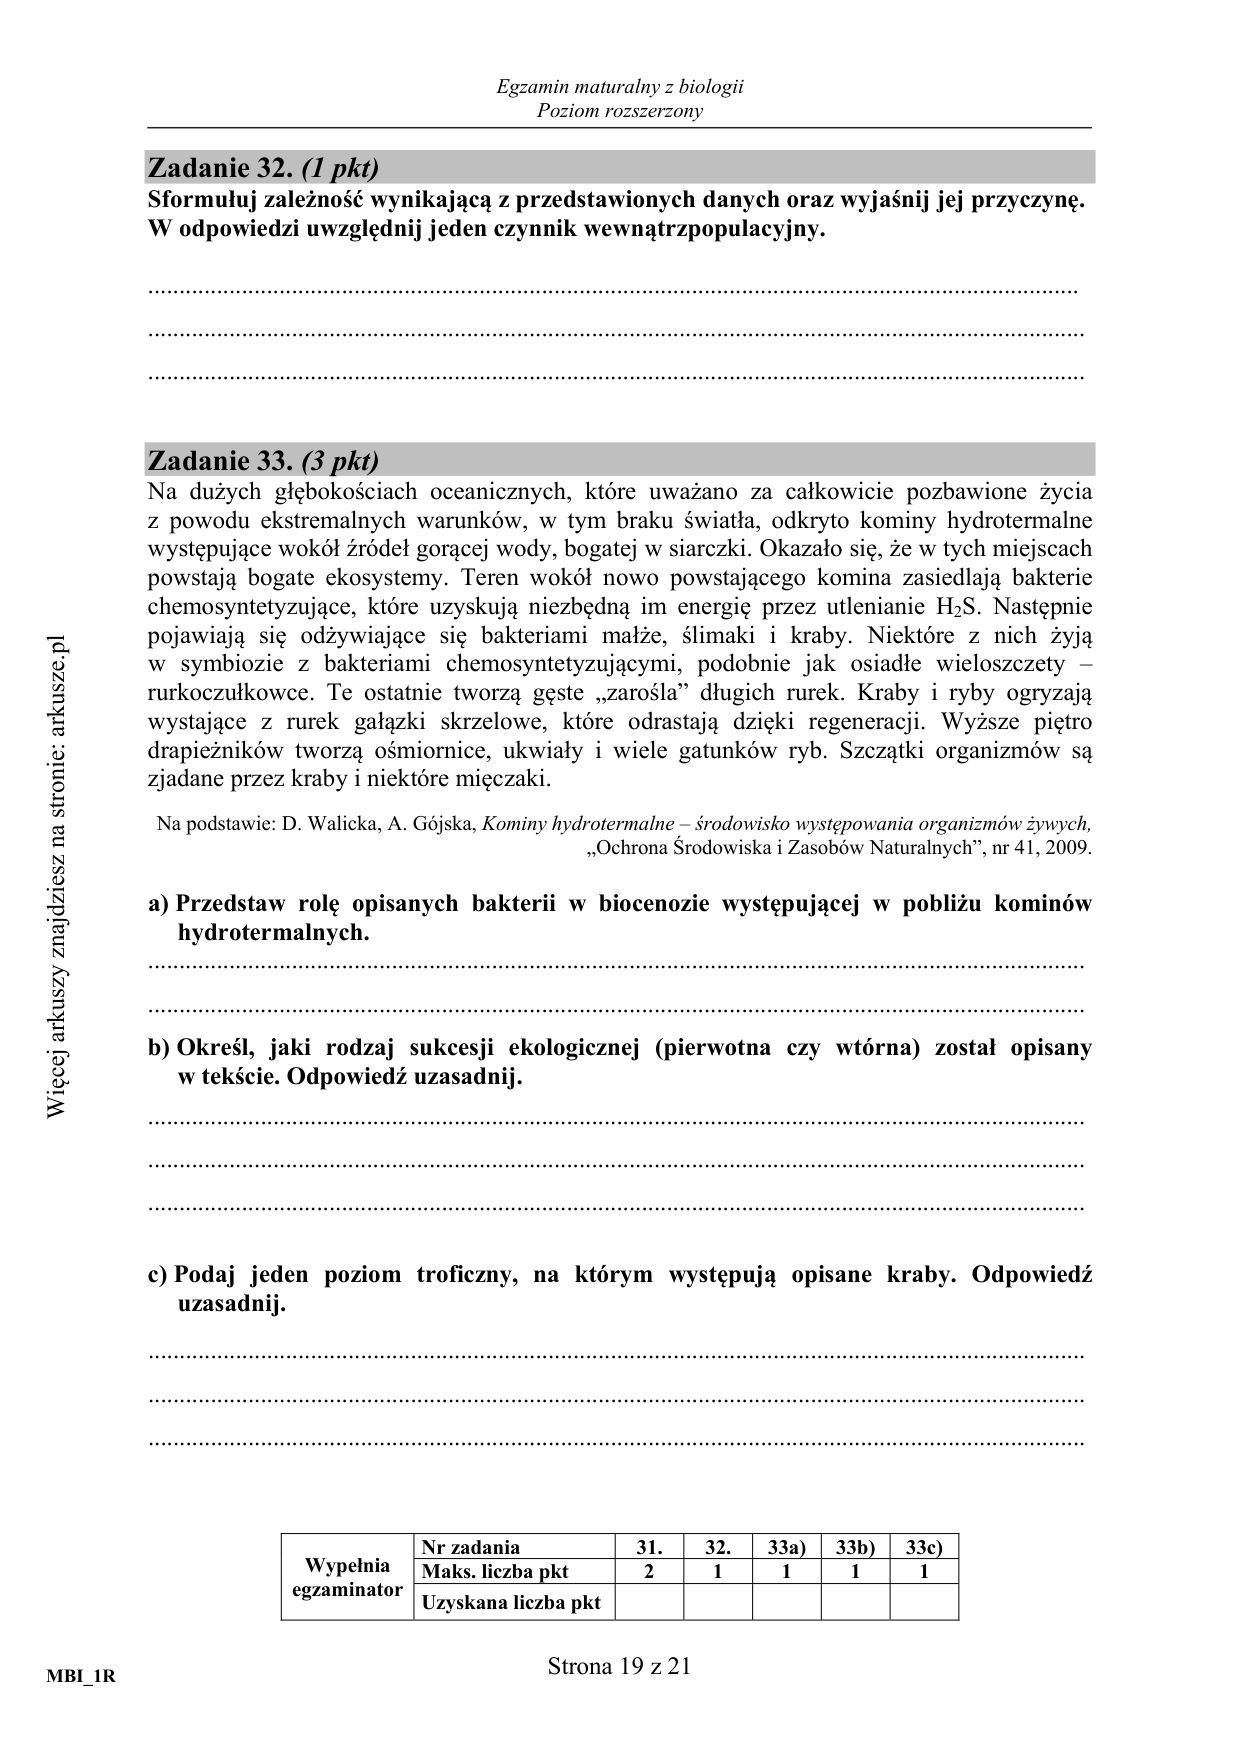 Egzamin maturalny z biologii
Poziom rozszerzony
Zadanie 32. (1 pkt)
Sformułuj zależność wynikającą z przedstawionych danych oraz wyjaśnij jej przyczynę.
W odpowiedzi uwzględnij jeden czynnik wewnątrzpopulacyjny.
Zadanie 33. (3 pkt)
Na dużych głębokościach oceanicznych, które uważano za całkowicie pozbawione życia
z powodu ekstremalnych warunków, w tym braku światła, odkryto kominy hydrotermalne
występujące wokół źródeł gorącej wody, bogatej w siarczki. Okazało się, że w tych miejscach
powstają bogate ekosystemy. Teren wokół nowo powstającego komina zasiedlają bakterie
chemosyntetyzujące, które uzyskują niezbędną im energię przez utlenianie H₂S. Następnie
pojawiają się odżywiające się bakteriami małże, ślimaki i kraby. Niektóre z nich żyją
w symbiozie z bakteriami chemosyntetyzującymi, podobnie jak osiadłe wieloszczety –
rurkoczułkowce. Te ostatnie tworzą gęste „zarośla” długich rurek. Kraby i ryby ogryzają
wystające z rurek gałązki skrzelowe, które odrastają dzięki regeneracji. Wyższe piętro
drapieżników tworzą ośmiornice, ukwiały i wiele gatunków ryb. Szczątki organizmów są
zjadane przez kraby i niektóre mięczaki.
Na podstawie: D. Walicka, A. Gójska, Kominy hydrotermalne – środowisko występowania organizmów żywych,
„Ochrona Środowiska i Zasobów Naturalnych”, nr 41, 2009.
a) Przedstaw rolę opisanych bakterii w biocenozie występującej w pobliżu kominów
hydrotermalnych.
b) Określ, jaki rodzaj sukcesji ekologicznej (pierwotna czy wtórna) został opisany
w tekście. Odpowiedź uzasadnij.
c) Podaj jeden poziom troficzny, na którym występują opisane kraby. Odpowiedź
uzasadnij.
Wypełnia
egzaminator
Nr zadania 31. 32. 33a) 33b) 33c)
Maks. liczba pkt 2 1 1 1 1
Uzyskana liczba pkt
Strona 19 z 21
MBI_1R
Więcej arkuszy znajdziesz na stronie: arkusze.pl